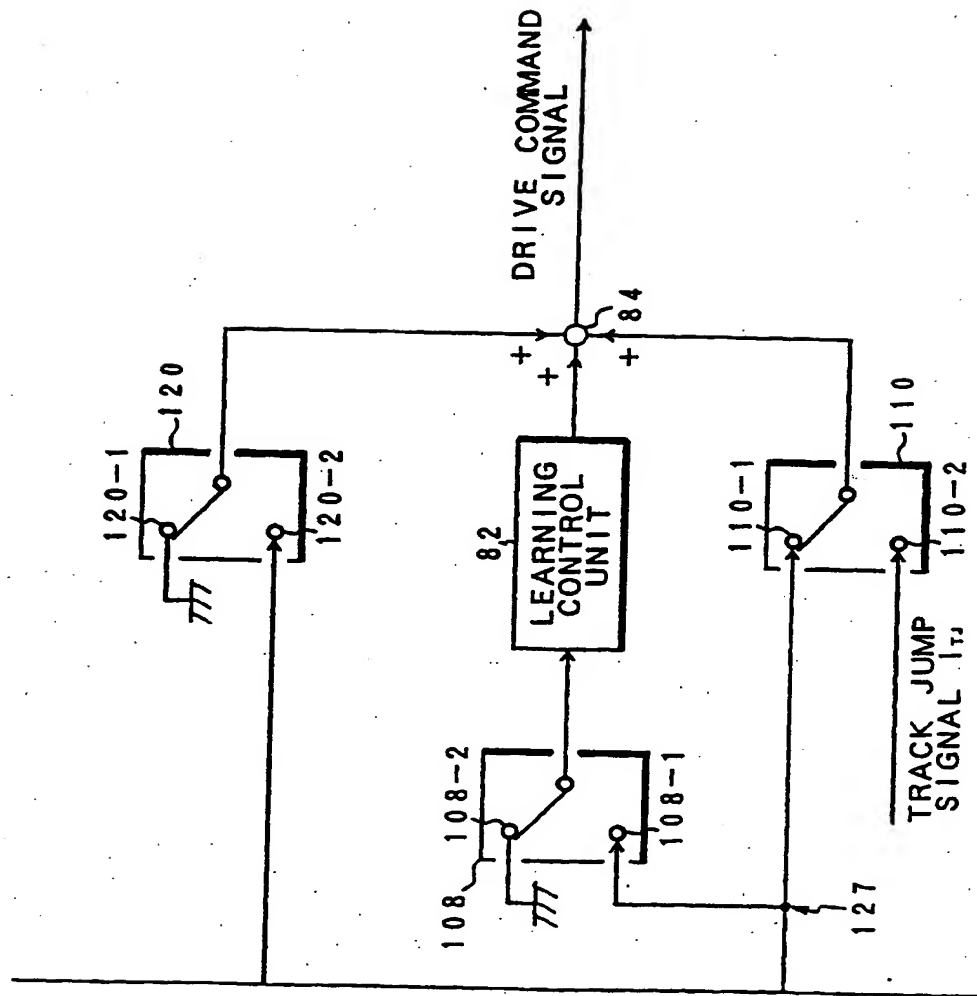 120
120-1
120-2
DRIVE COMMAND
SIGNAL
+
+
+
84
82
LEARNING
CONTROL
UNIT
108
108-2
108-1
110
110-1
110-2
TRACK JUMP
SIGNAL ITJ
127